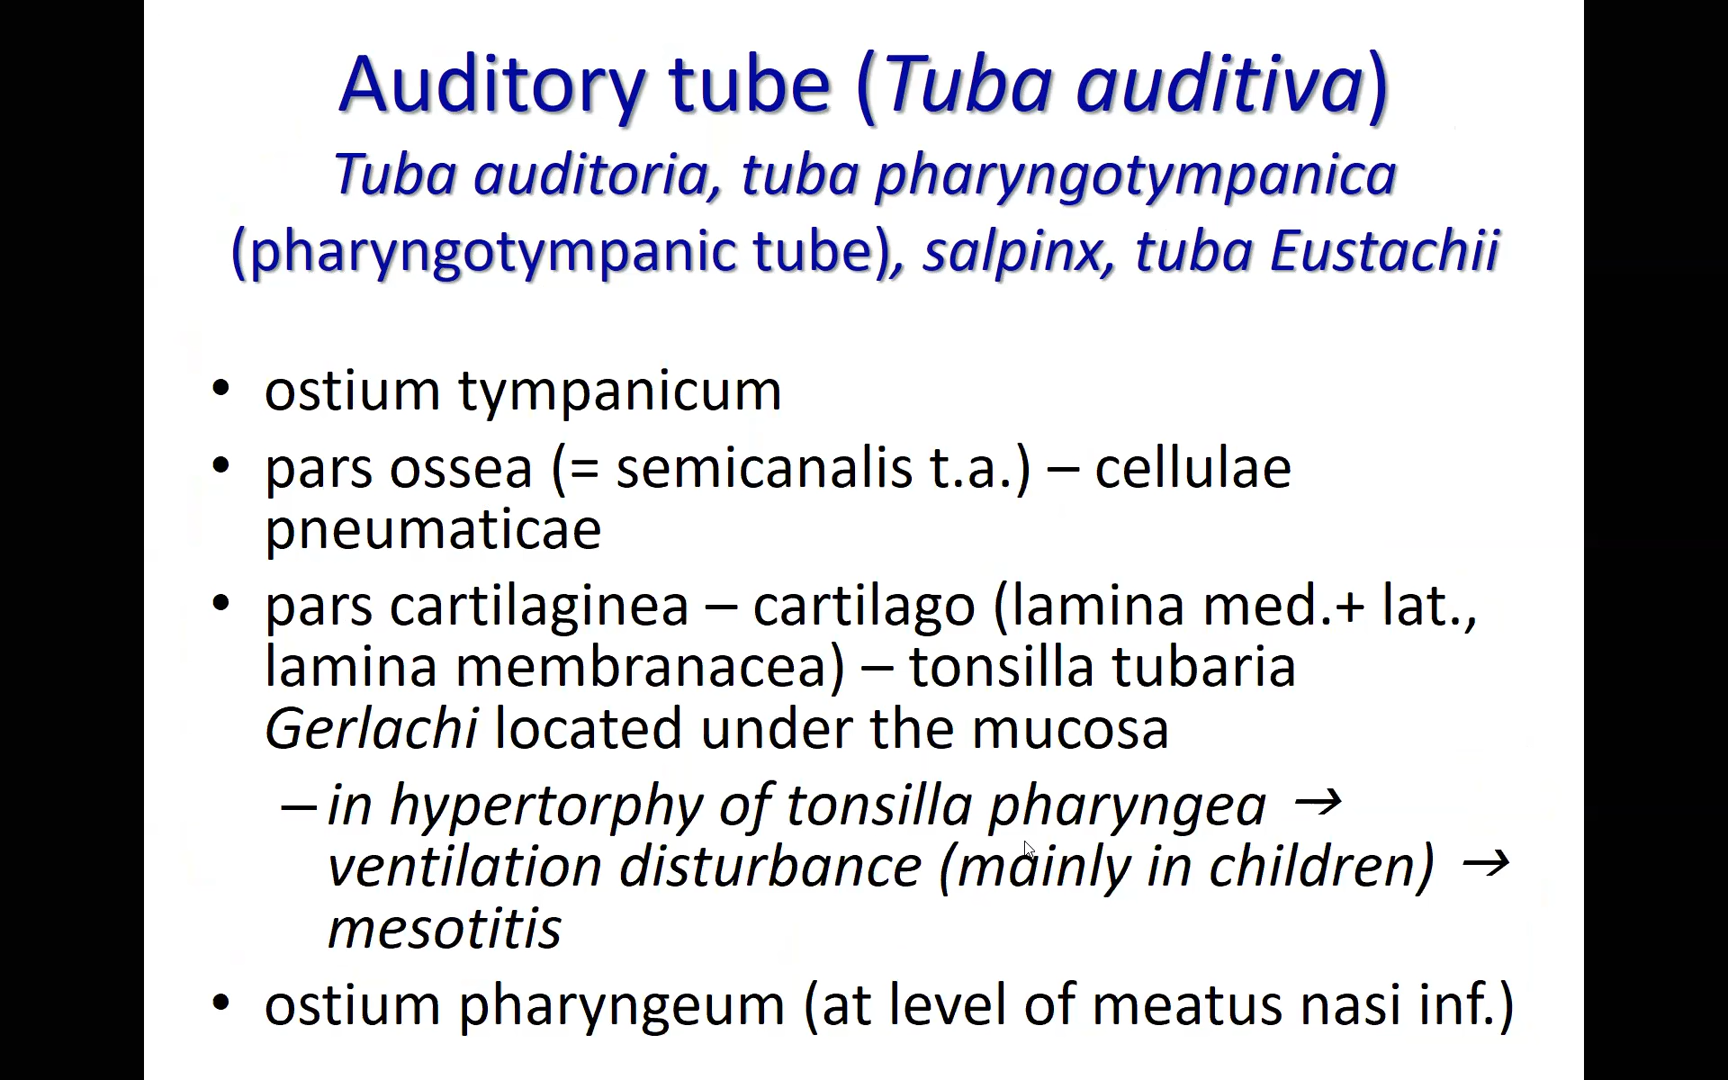 Auditory tube (Tuba auditiva)
Tuba auditoria, tuba pharyngotympanica
(pharyngotympanic tube), salpinx, tuba Eustachii
• ostium tympanicum
• pars ossea (= semicanalis t.a.) – cellulae
pneumaticae
• pars cartilaginea – cartilago (lamina med.+ lat.,
lamina membranacea) – tonsilla tubaria
Gerlachi located under the mucosa
– in hypertorphy of tonsilla pharyngea →
ventilation disturbance (mainly in children) →
mesotitis
• ostium pharyngeum (at level of meatus nasi inf.)